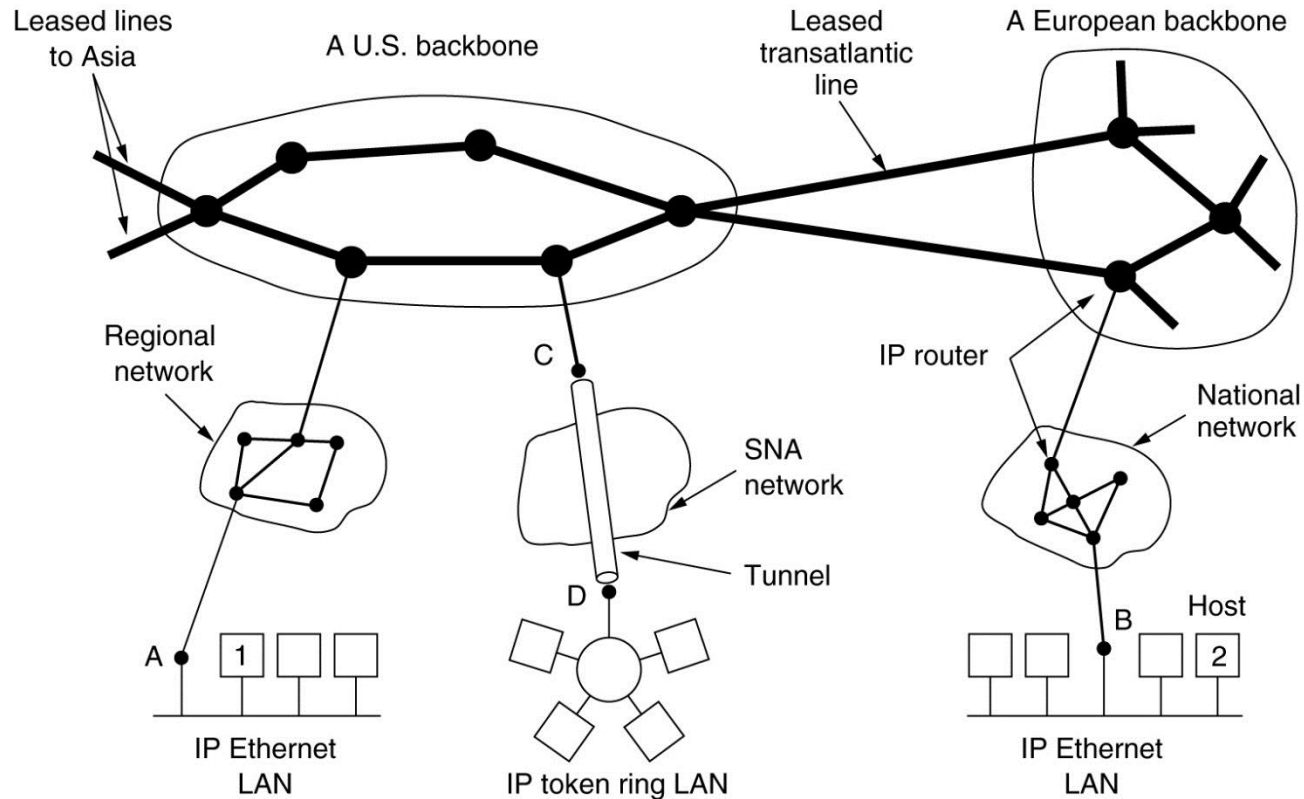 Leased lines
to Asia
A U.S. backbone
Leased
transatlantic
line
A European backbone
Regional
network
C
SNA
network
Tunnel
D
IP router
National
network
A
1
B
Host
2
IP Ethernet
LAN
IP token ring LAN
IP Ethernet
LAN